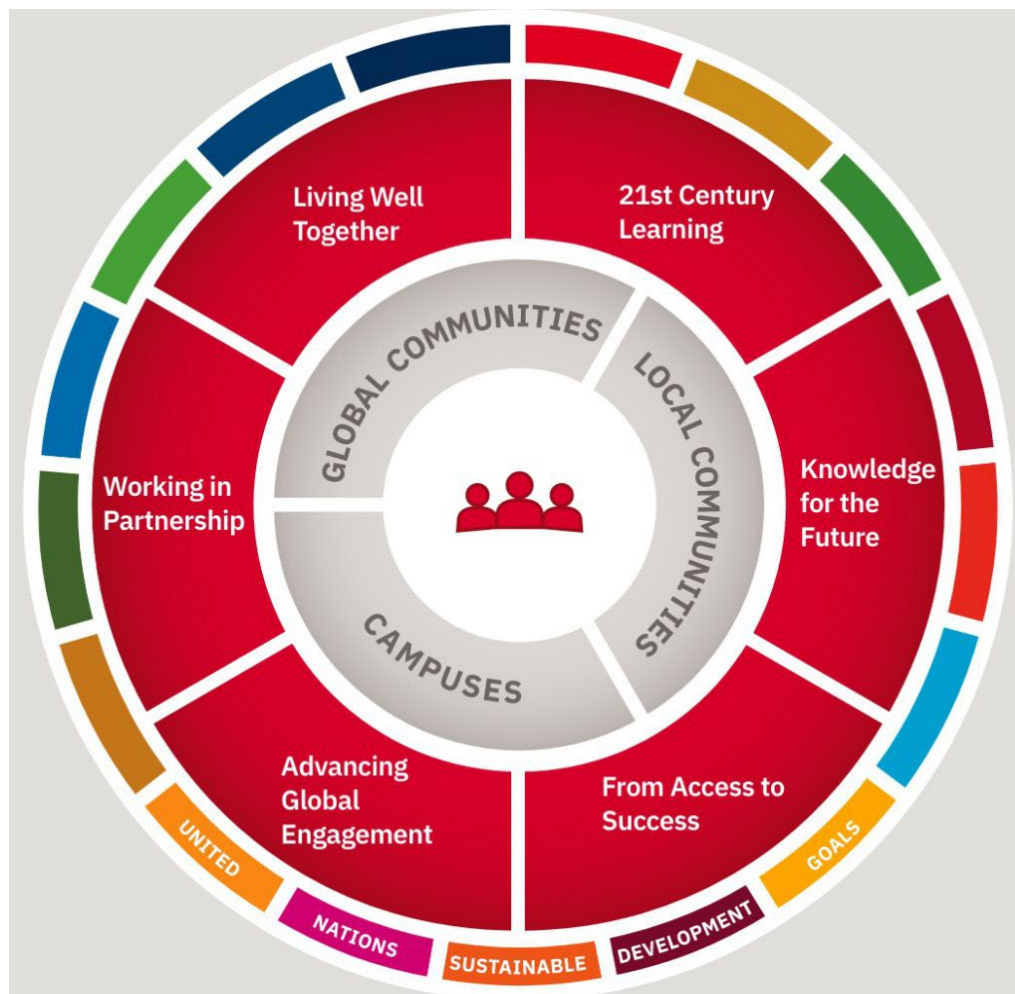 Living Well
Together
21st Century
Learning
GLOBAL COMMUNITIES
LOCAL COMMUNITIES
Working in
Partnership
Knowledge
for the
Future
CAMPUSES
Advancing
Global
Engagement
From Access to
Success
UNITED
NATIONS
SUSTAINABLE
DEVELOPMENT
GOALS